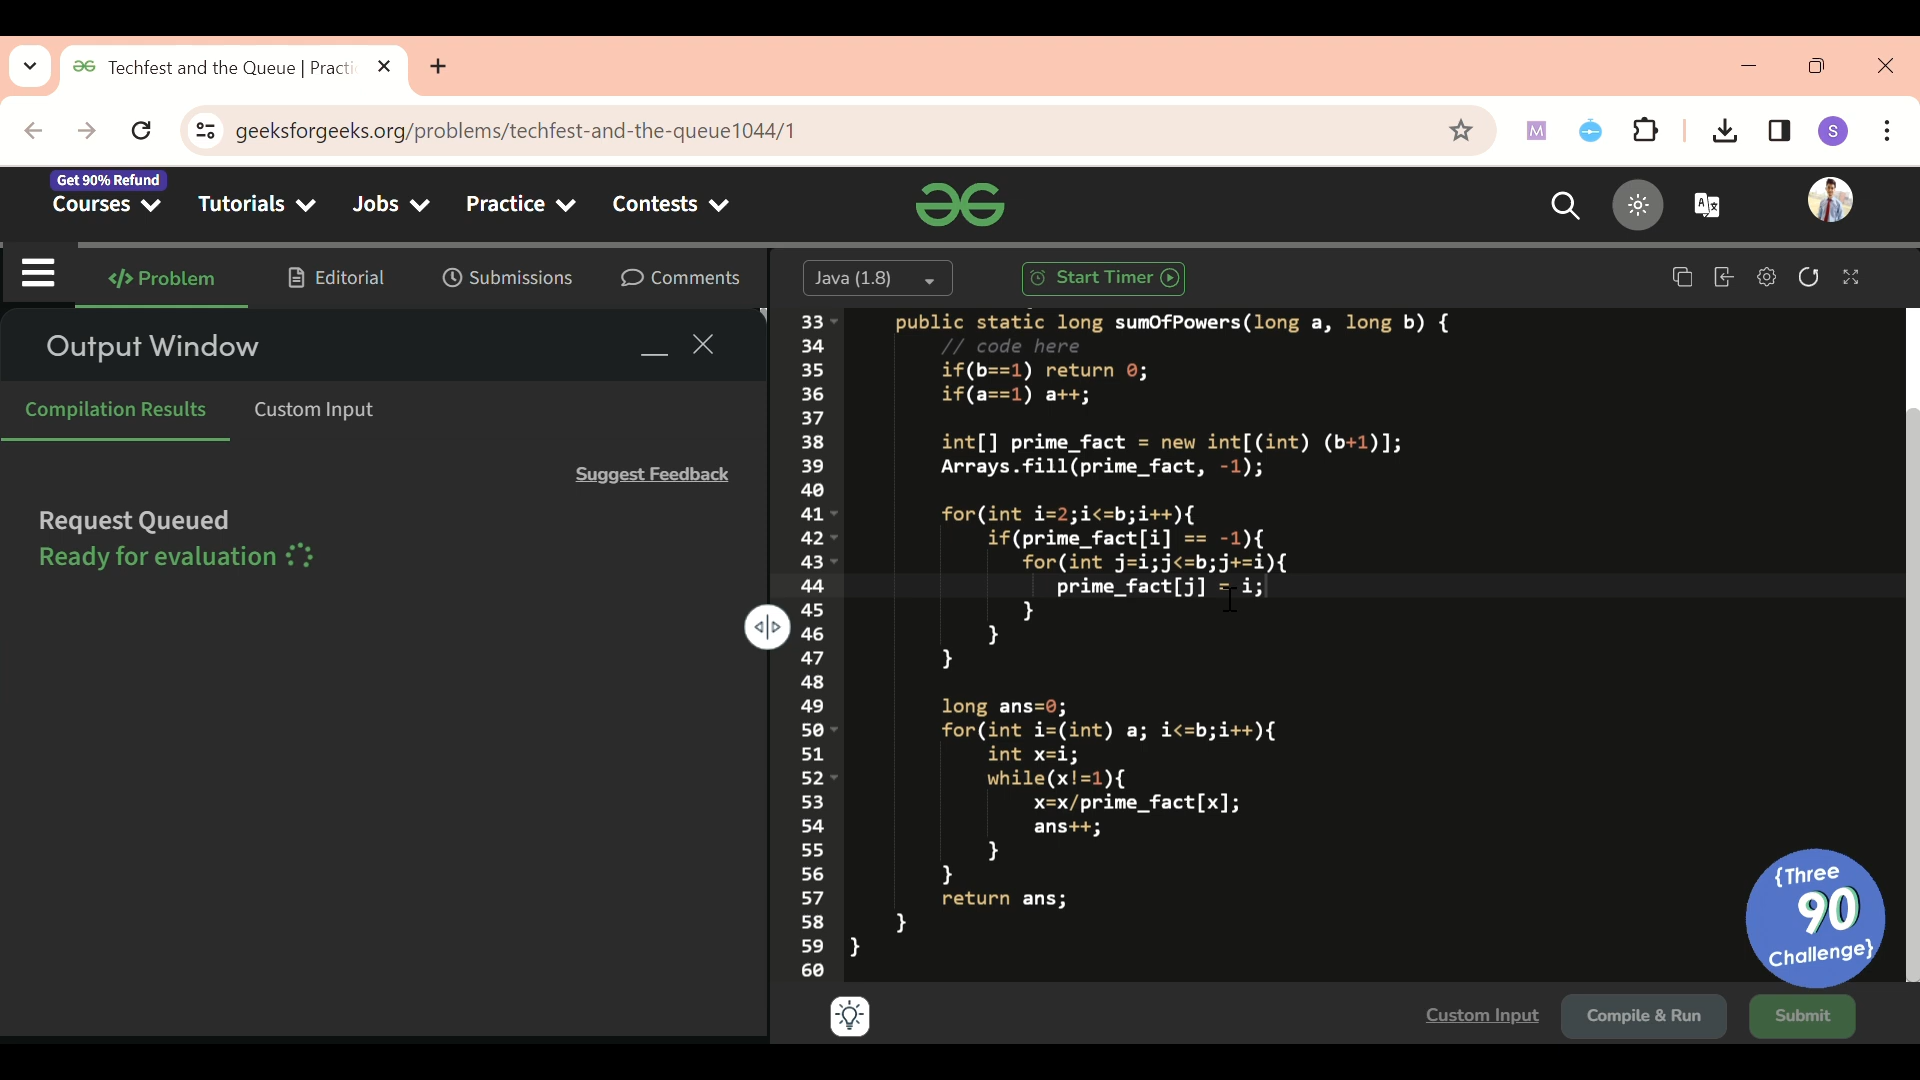 Techfest and the Queue | Practi
geeksforgeeks.org/problems/techfest-and-the-queue1044/1
M
S
Get 90% Refund
Courses
Tutorials
Jobs
Practice
Contests
</> Problem
Editorial
Submissions
Comments
Java (1.8)
Start Timer
Output Window
Compilation Results
Custom Input
Suggest Feedback
Request Queued
Ready for evaluation
33 public static long sumOfPowers(long a, long b) {
34 // code here
35 if(b==1) return 0;
36 if(a==1) a++;
37
38 int[] prime_fact = new int[(int) (b+1)];
39 Arrays.fill(prime_fact, -1);
40
41 for(int i=2;i<=b;i++){
42 if(prime_fact[i] == -1){
43 for(int j=i;j<=b;j+=i){
44 prime_fact[j] = i;
45 }
46 }
47 }
48
49 long ans=0;
50 for(int i=(int) a; i<=b;i++){
51 int x=i;
52 while(x!=1){
53 x=x/prime_fact[x];
54 ans++;
55 }
56 }
57 return ans;
58 }
59 }
60
{Three
90
Challenge}
Custom Input
Compile & Run
Submit